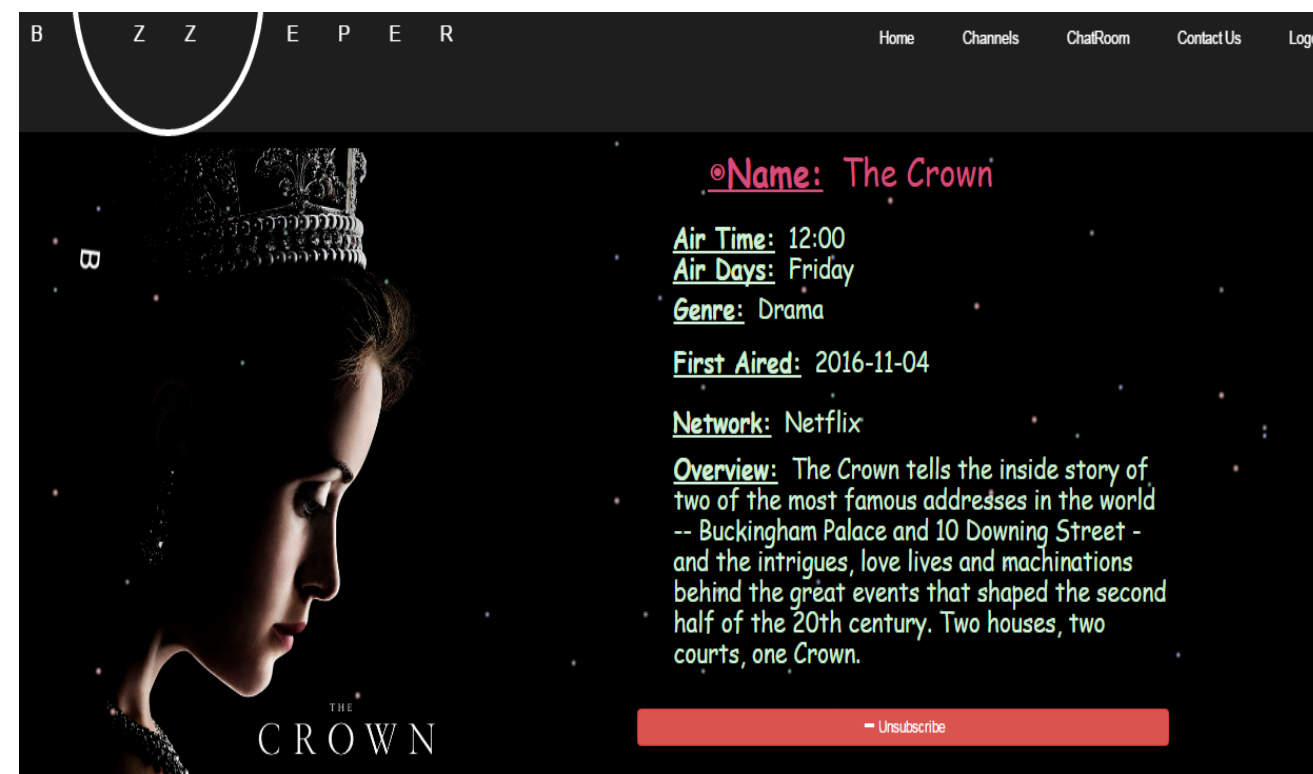 B U Z Z E P E R
Home Channels ChatRoom Contact Us
B
Name: The Crown
Air Time: 12:00
Air Days: Friday
Genre: Drama
First Aired: 2016-11-04
Network: Netflix
Overview: The Crown tells the inside story of
two of the most famous addresses in the world
-- Buckingham Palace and 10 Downing Street -
and the intrigues, love lives and machinations
behind the great events that shaped the second
half of the 20th century. Two houses, two
courts, one Crown.
THE
CROWN
Unsubscribe